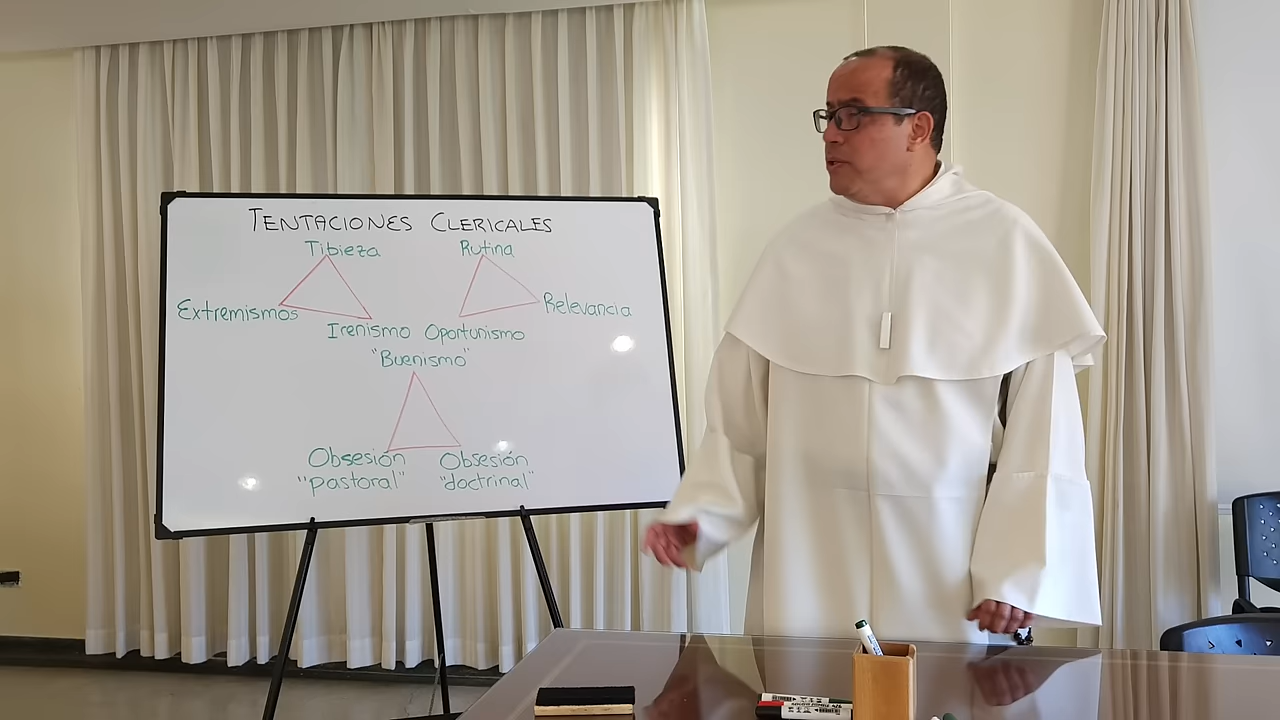 TENTACIONES CLERICALES
Tibieza
Rutina
Extremismos
Relevancia
Irenismo
Oportunismo
"Buenismo"
Obsesión
"pastoral"
Obsesión
"doctrinal"